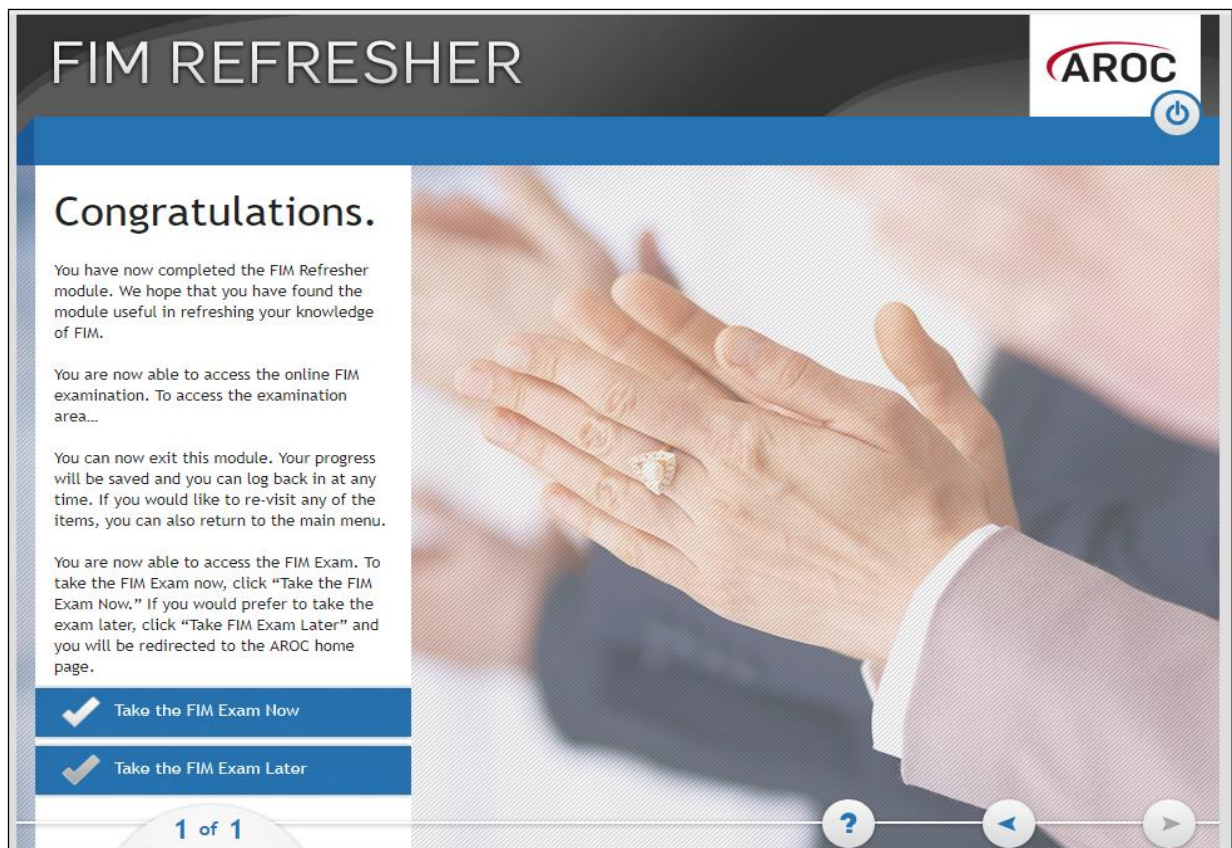 FIM REFRESHER
AROC
Congratulations.
You have now completed the FIM Refresher
module. We hope that you have found the
module useful in refreshing your knowledge
of FIM.
You are now able to access the online FIM
examination. To access the examination
area…
You can now exit this module. Your progress
will be saved and you can log back in at any
time. If you would like to re-visit any of the
items, you can also return to the main menu.
You are now able to access the FIM Exam. To
take the FIM Exam now, click “Take the FIM
Exam Now.” If you would prefer to take the
exam later, click “Take FIM Exam Later” and
you will be redirected to the AROC home
page.
Take the FIM Exam Now
Take the FIM Exam Later
1 of 1
?